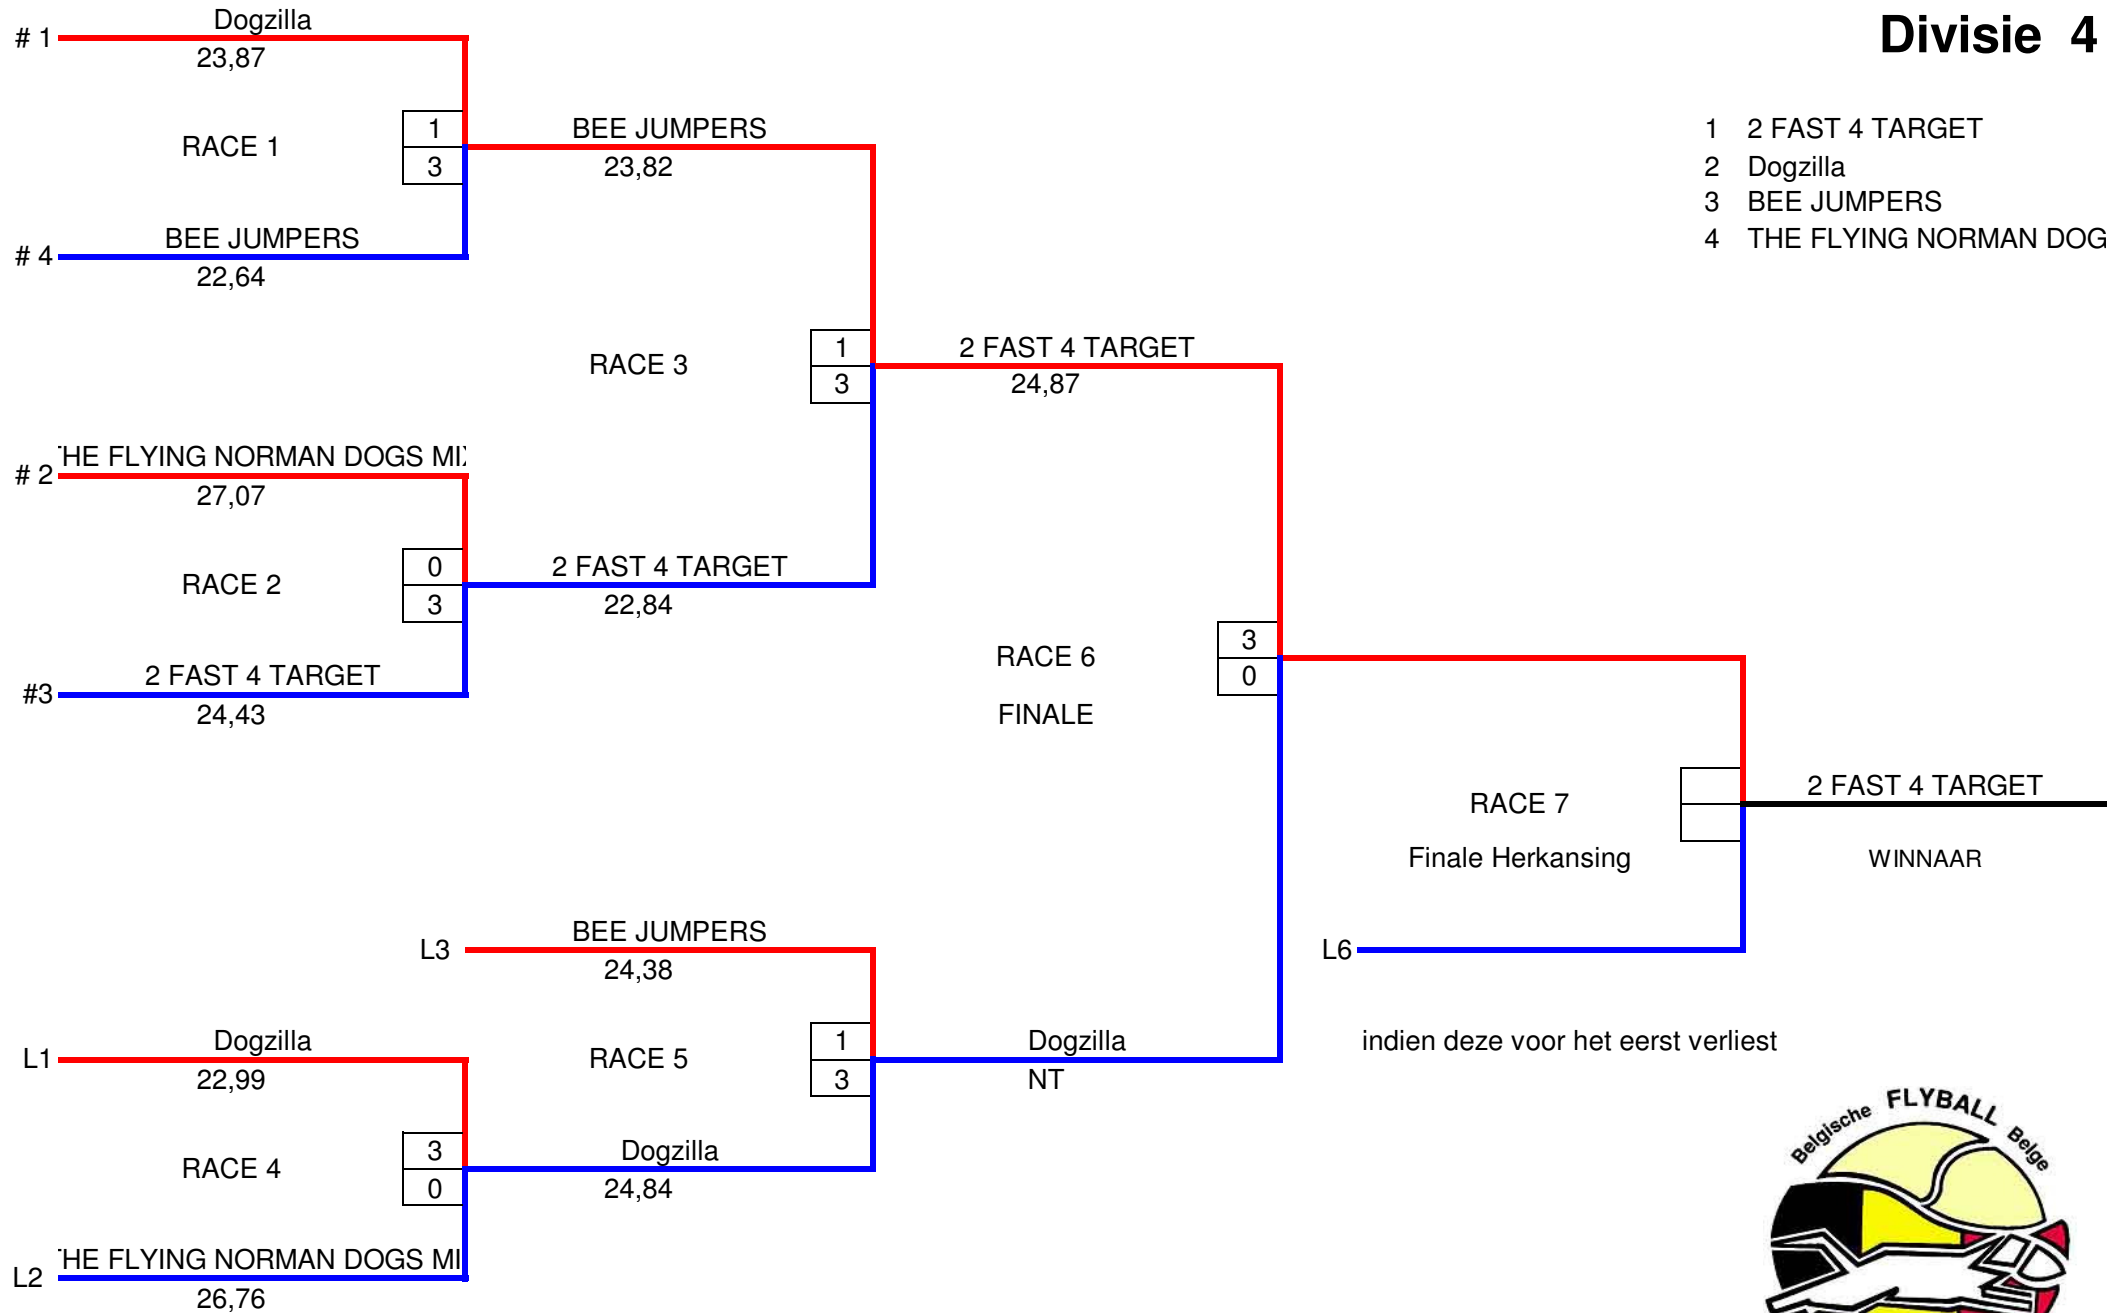 Divisie 4
1 2 FAST 4 TARGET
2 Dogzilla
3 BEE JUMPERS
4 THE FLYING NORMAN DOG
# 1
Dogzilla
23,87
RACE 1
1
3
# 4
BEE JUMPERS
22,64
BEE JUMPERS
23,82
RACE 3
1
3
2 FAST 4 TARGET
24,87
# 2
THE FLYING NORMAN DOGS MIX
27,07
RACE 2
0
3
2 FAST 4 TARGET
22,84
#3
2 FAST 4 TARGET
24,43
RACE 6
3
0
FINALE
RACE 7
Finale Herkansing
2 FAST 4 TARGET
WINNAAR
L3
BEE JUMPERS
24,38
L6
RACE 5
1
3
Dogzilla
NT
indien deze voor het eerst verliest
L1
Dogzilla
22,99
RACE 4
3
0
Dogzilla
24,84
L2
THE FLYING NORMAN DOGS MI
26,76
Belgische FLYBALL Belge